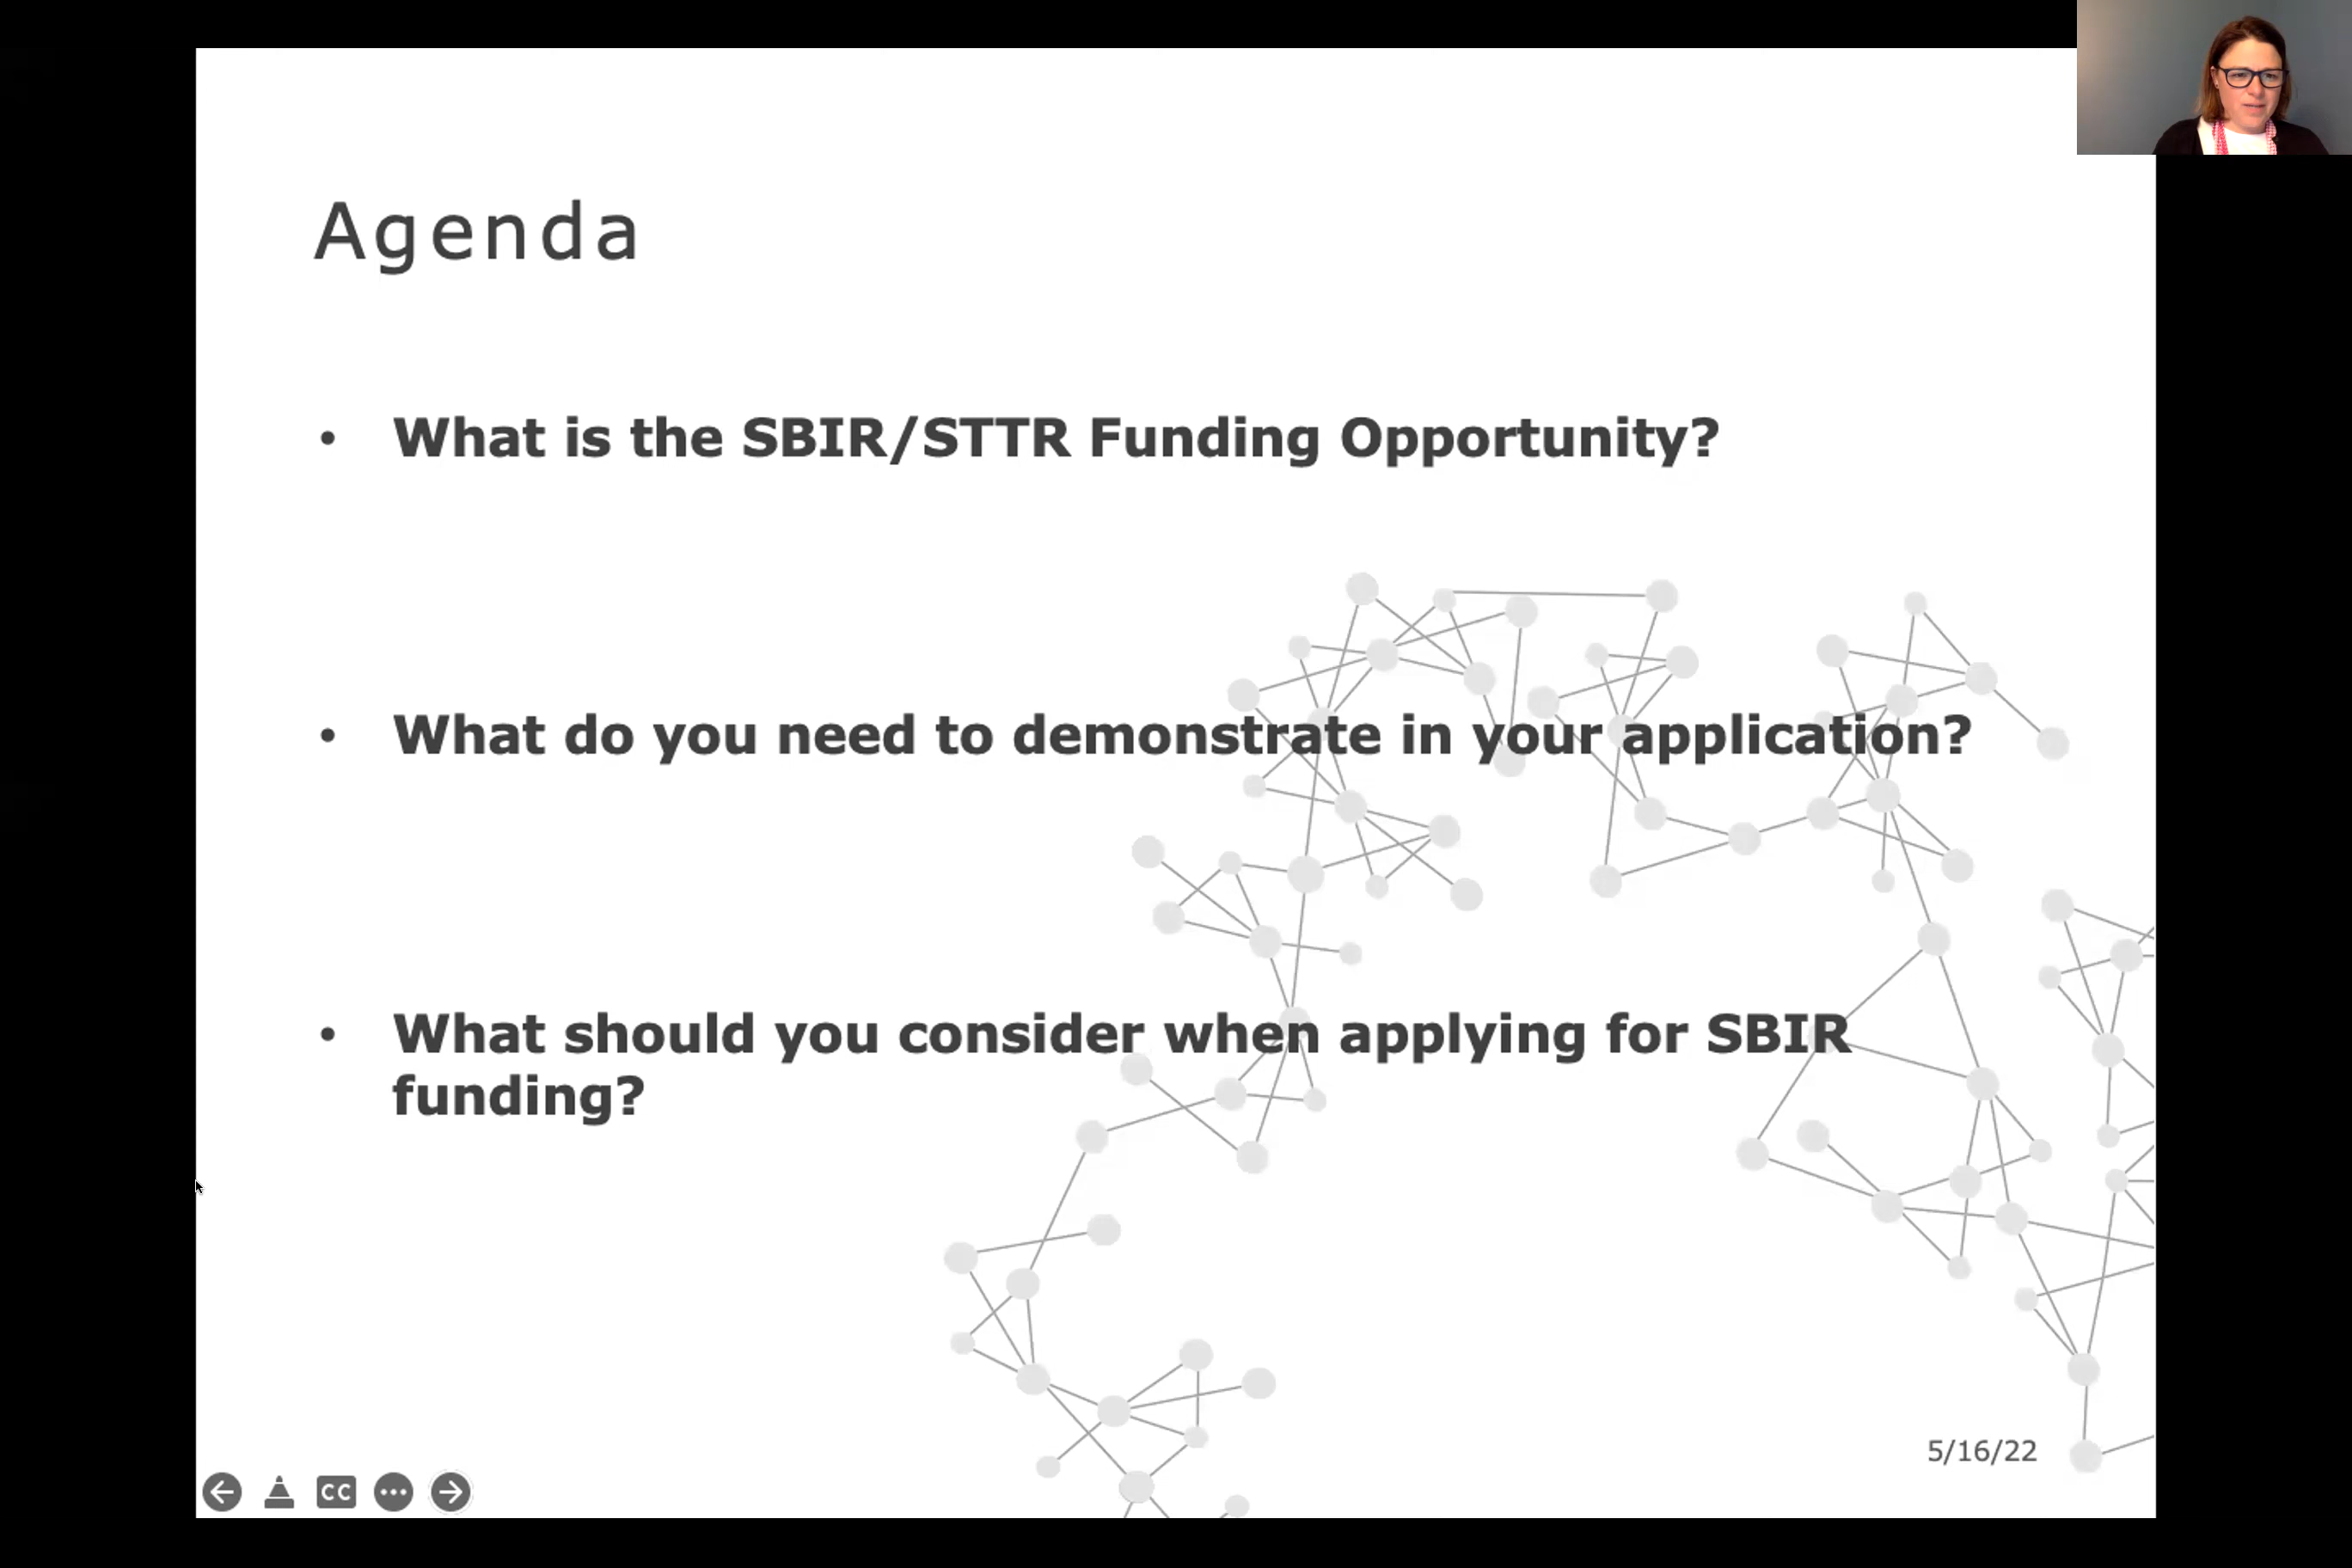 Agenda
• What is the SBIR/STTR Funding Opportunity?
• What do you need to demonstrate in your application?
• What should you consider when applying for SBIR
funding?
5/16/22
CC